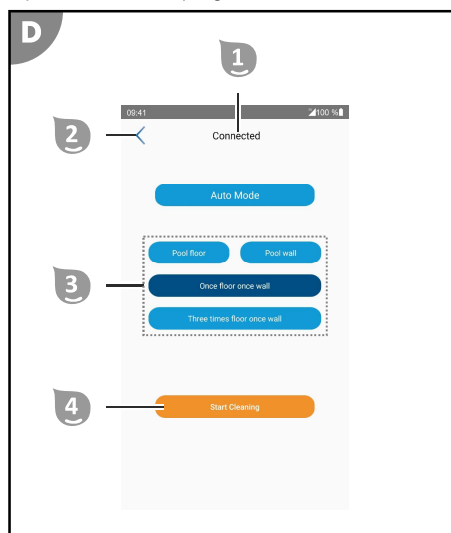 D
1
09:41 100 %
2
Connected
Auto Mode
Pool floor Pool wall
3
Once floor once wall
Three times floor once wall
4
Start Cleaning